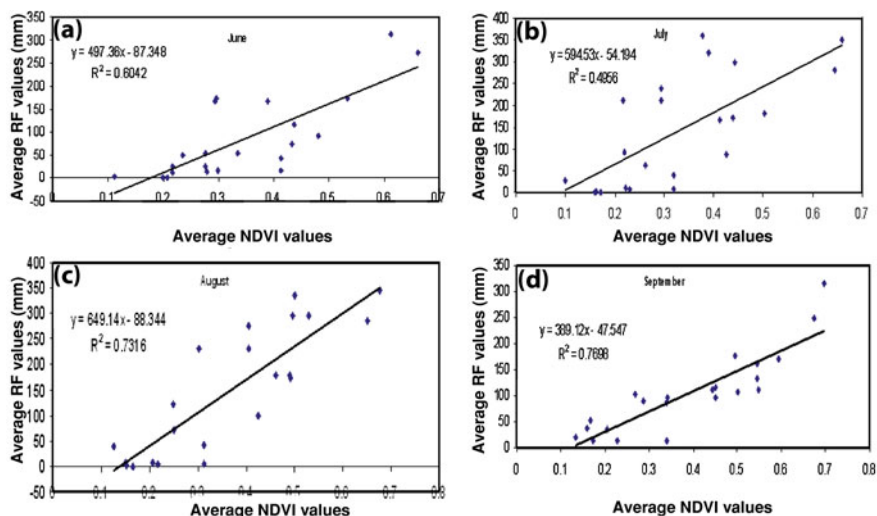 (a)
June
y = 497.36x - 87.348
R² = 0.6042
Average RF values (mm)
350
300
250
200
150
100
50
0
-50
0 0.1 0.2 0.3 0.4 0.5 0.6 0.7
Average NDVI values
(b)
July
y = 594.53x - 54.194
R² = 0.4956
Average RF values (mm)
400
350
300
250
200
150
100
50
0
0 0.1 0.2 0.3 0.4 0.5 0.6 0.7
Average NDVI values
(c)
August
y = 649.14x - 88.344
R² = 0.7316
Average RF values (mm)
400
350
300
250
200
150
100
50
0
-50
0 0.1 0.2 0.3 0.4 0.5 0.6 0.7 0.8
Average NDVI values
(d)
September
y = 389.12x - 47.547
R² = 0.7698
Average RF values (mm)
350
300
250
200
150
100
50
0
0 0.1 0.2 0.3 0.4 0.5 0.6 0.7 0.8
Average NDVI values